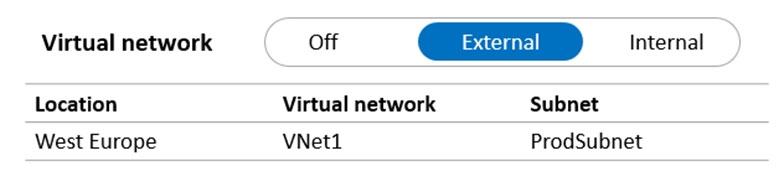 Virtual network Off External Internal
Location Virtual network Subnet
West Europe VNet1 ProdSubnet